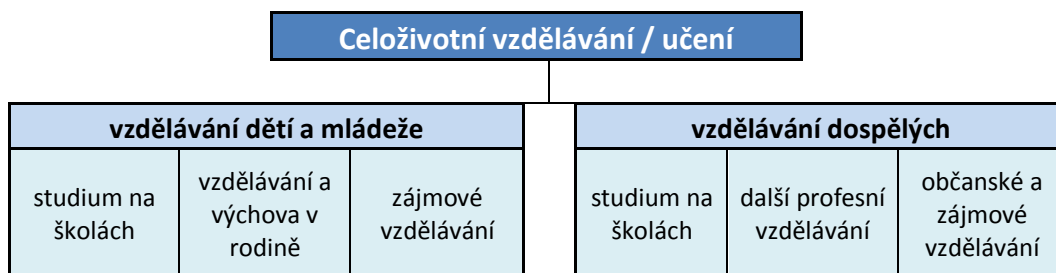 Celoživotní vzdělávání / učení
vzdělávání dětí a mládeže
studium na
školách
vzdělávání a
výchova v
rodině
zájmové
vzdělávání
vzdělávání dospělých
studium na
školách
další profesní
vzdělávání
občanské a
zájmové
vzdělávání